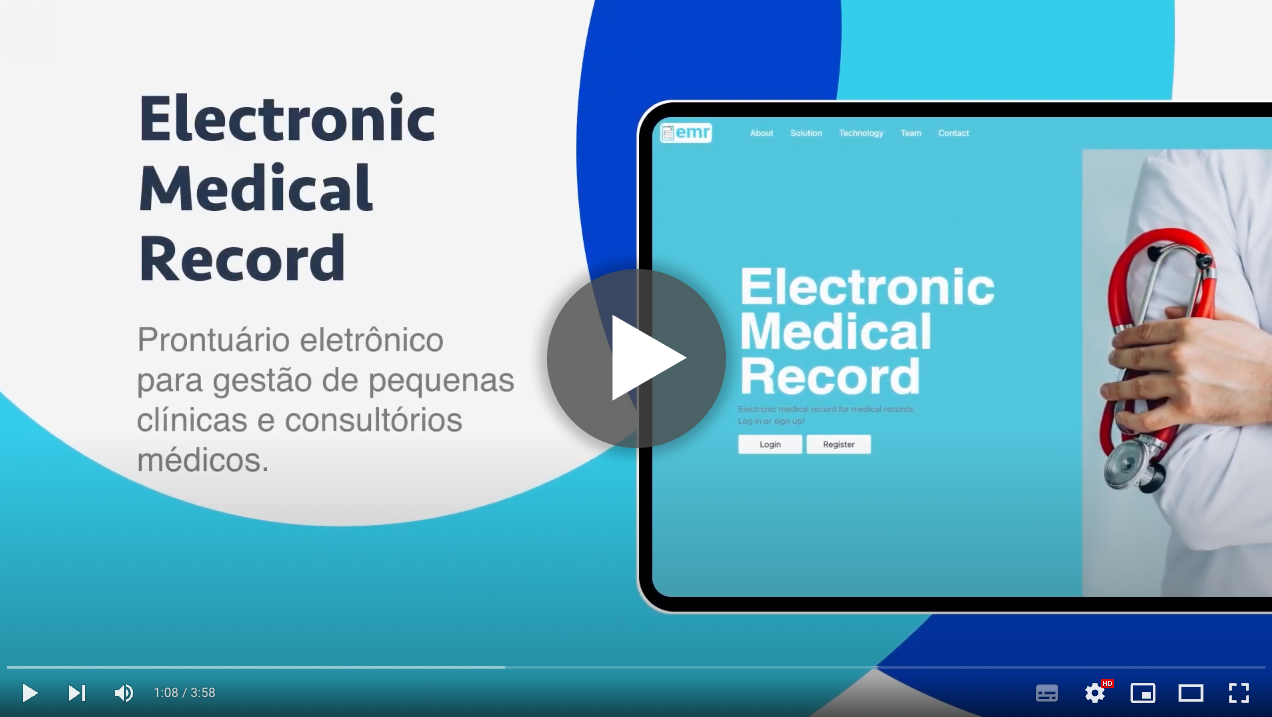 Electronic
Medical
Record
Prontuário eletrônico
para gestão de pequenas
clínicas e consultórios
médicos.
emr
About Solution Technology Team Contact
Electronic
Medical
Record
Electronic medical record for medical records.
Log in or sign up!
Login Register
1:08 / 3:58
HD